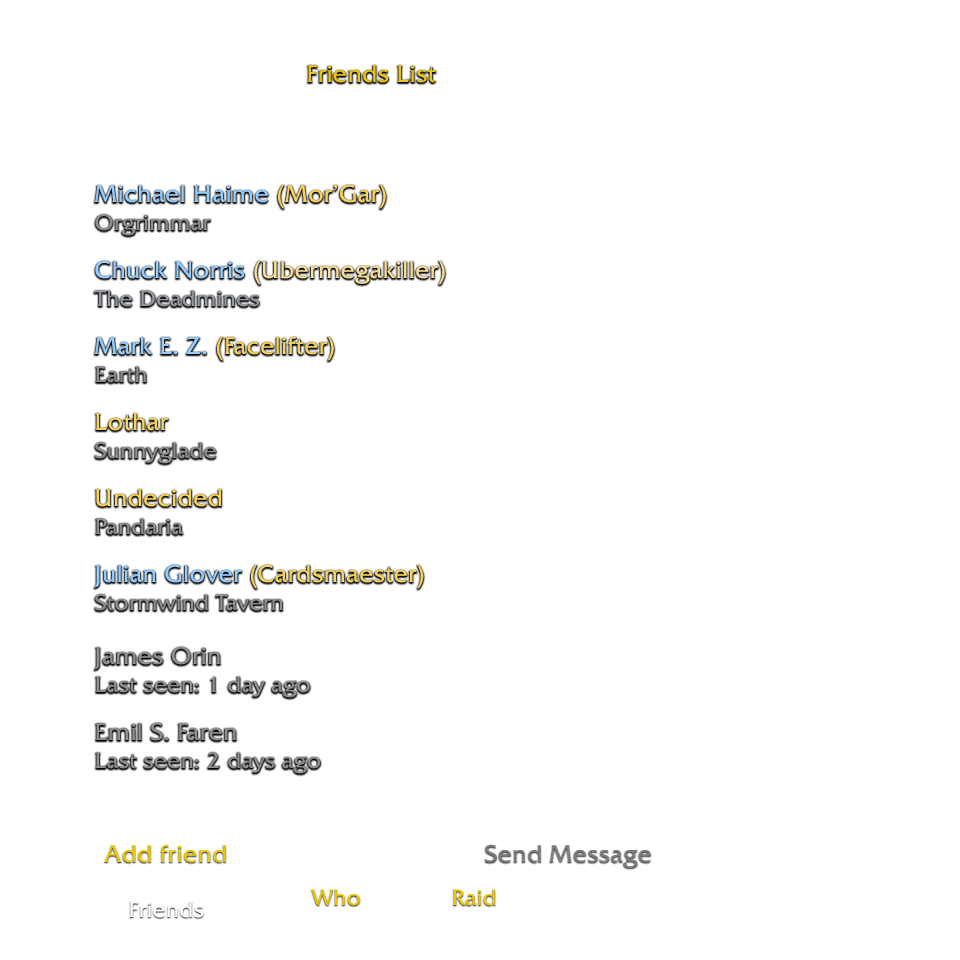 Friends List
Michael Haime (Mor'Gar)
Orgrimmar
Chuck Norris (Ubermegakiller)
The Deadmines
Mark E. Z. (Facelifter)
Earth
Lothar
Sunnyglade
Undecided
Pandaria
Julian Glover (Cardsmaester)
Stormwind Tavern
James Orin
Last seen: 1 day ago
Emil S. Faren
Last seen: 2 days ago
Add friend
Send Message
Friends
Who
Raid